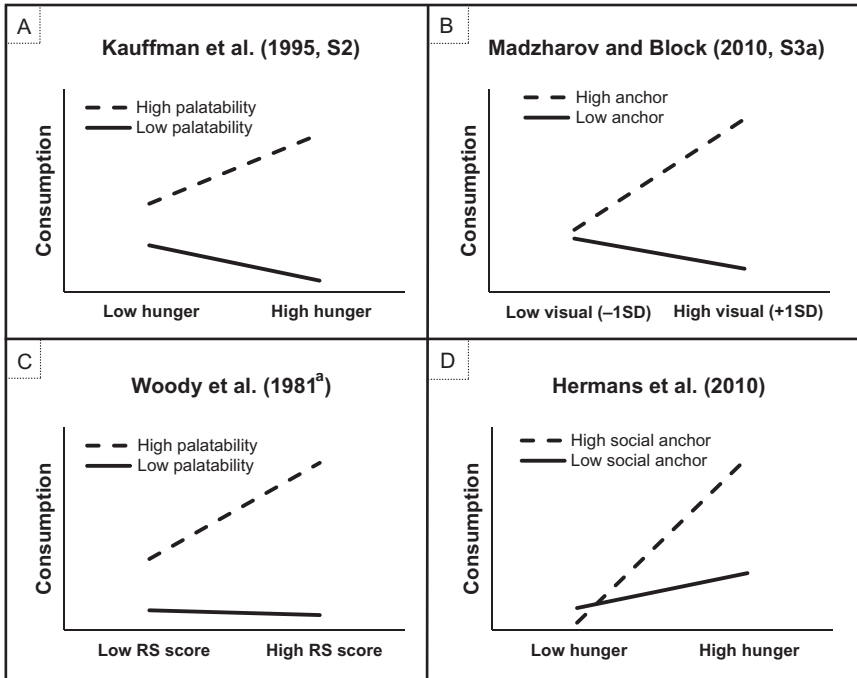 A
Kauffman et al. (1995, S2)
High palatability
Low palatability
Consumption
Low hunger High hunger
B
Madzharov and Block (2010, S3a)
High anchor
Low anchor
Consumption
Low visual (–1SD) High visual (+1SD)
C
Woody et al. (1981ª)
High palatability
Low palatability
Consumption
Low RS score High RS score
D
Hermans et al. (2010)
High social anchor
Low social anchor
Consumption
Low hunger High hunger